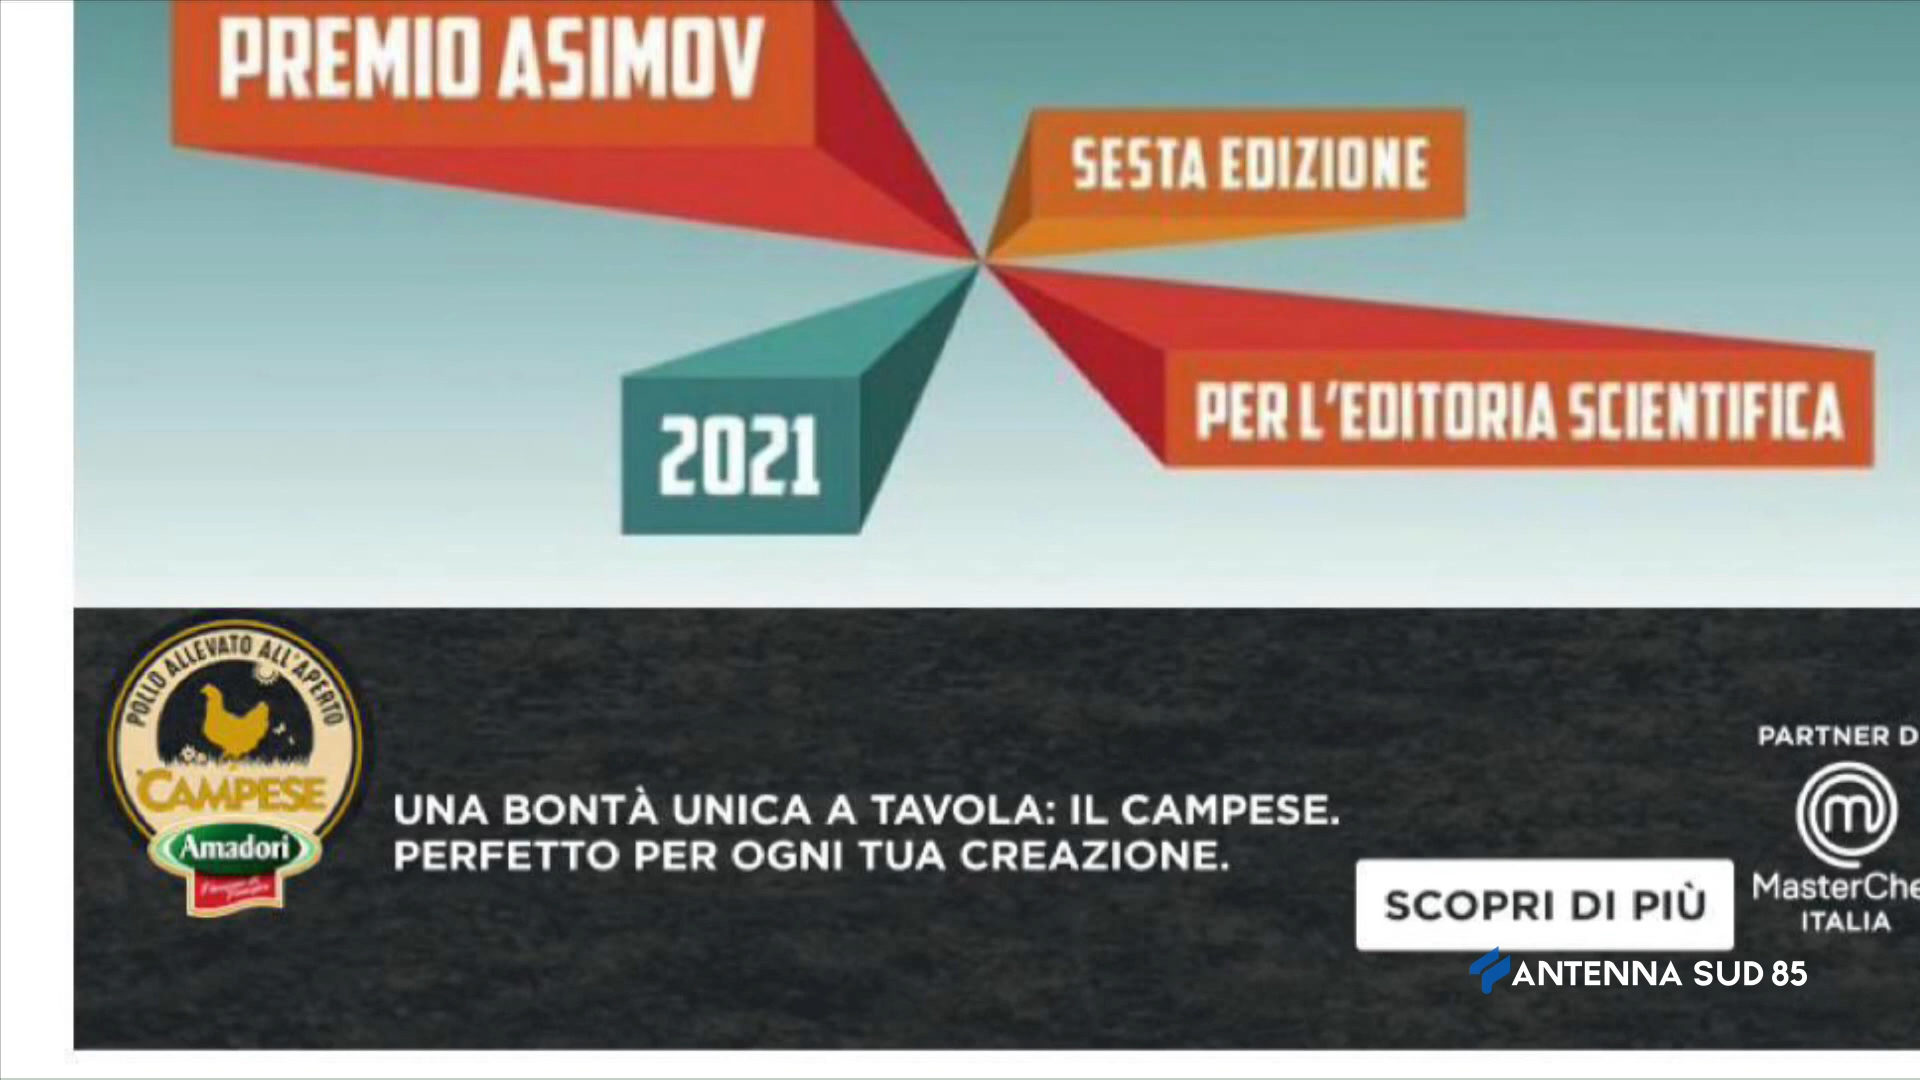 PREMIO ASIMOV
SESTA EDIZIONE
PER L'EDITORIA SCIENTIFICA
2021
POLLO ALLEVATO ALL'APERTO
CAMPESE
Amadori
UNA BONTÀ UNICA A TAVOLA: IL CAMPESE.
PERFETTO PER OGNI TUA CREAZIONE.
SCOPRI DI PIÙ
PARTNER D
MasterChe
ITALIA
ANTENNA SUD 85